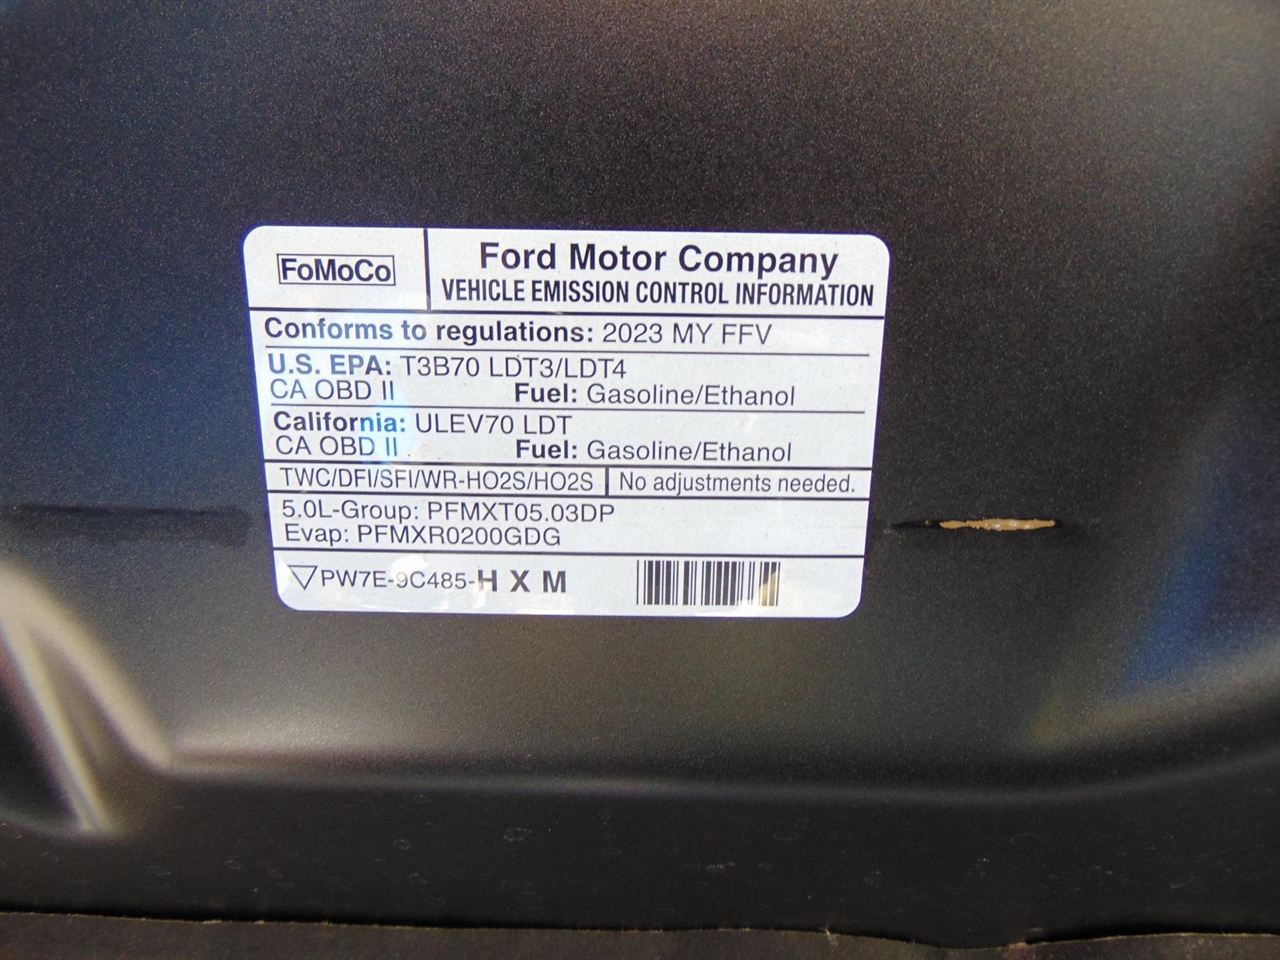 FoMoCo
Ford Motor Company
VEHICLE EMISSION CONTROL INFORMATION
Conforms to regulations: 2023 MY FFV
U.S. EPA: T3B70 LDT3/LDT4
CA OBD II Fuel: Gasoline/Ethanol
California: ULEV70 LDT
CA OBD II . Fuel: Gasoline/Ethanol
TWC/DFI/SFI/WR-HO2S/HO2S No adjustments needed.
5.0L-Group: PFMXT05.03DP
Evap: PFMXR0200GDG
PW7E-9C485-H X M